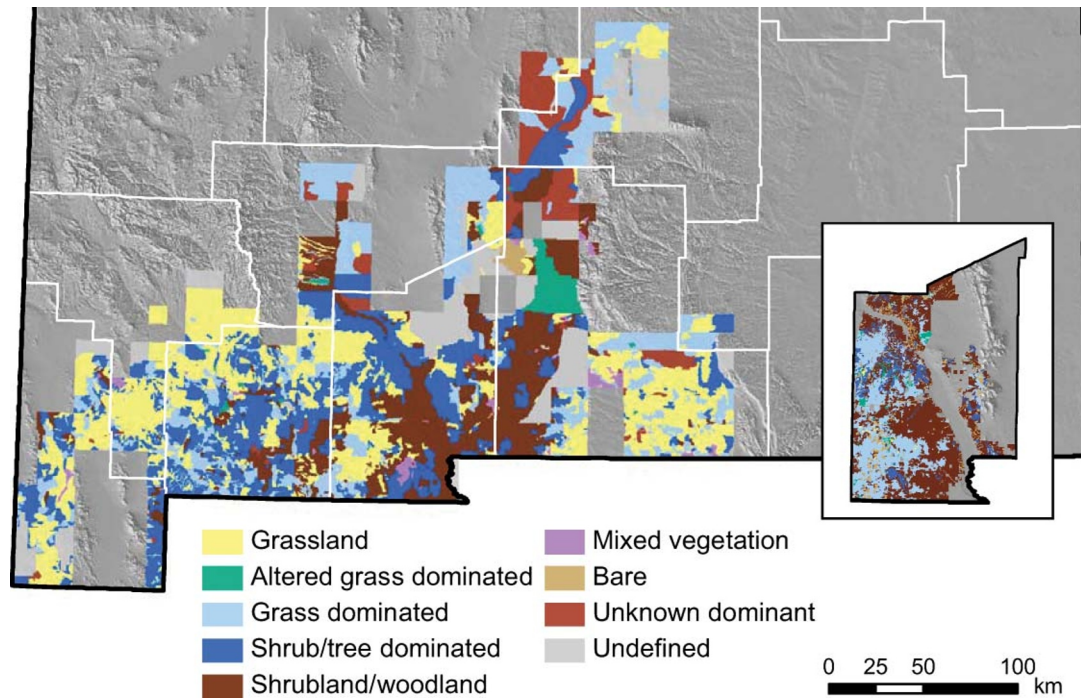 Grassland
Altered grass dominated
Grass dominated
Shrub/tree dominated
Shrubland/woodland
Mixed vegetation
Bare
Unknown dominant
Undefined
0 25 50 100
km